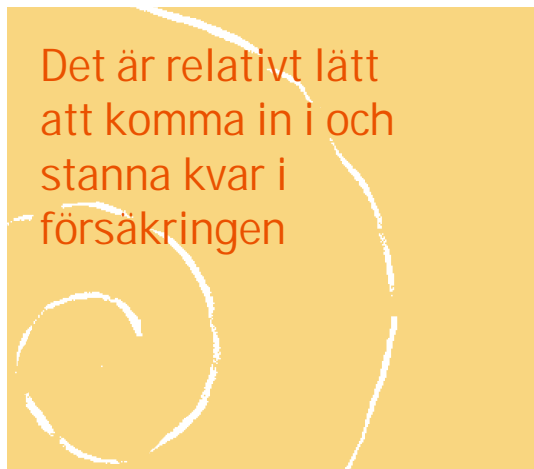 Det är relativt lätt
att komma in i och
stanna kvar i
försäkringen